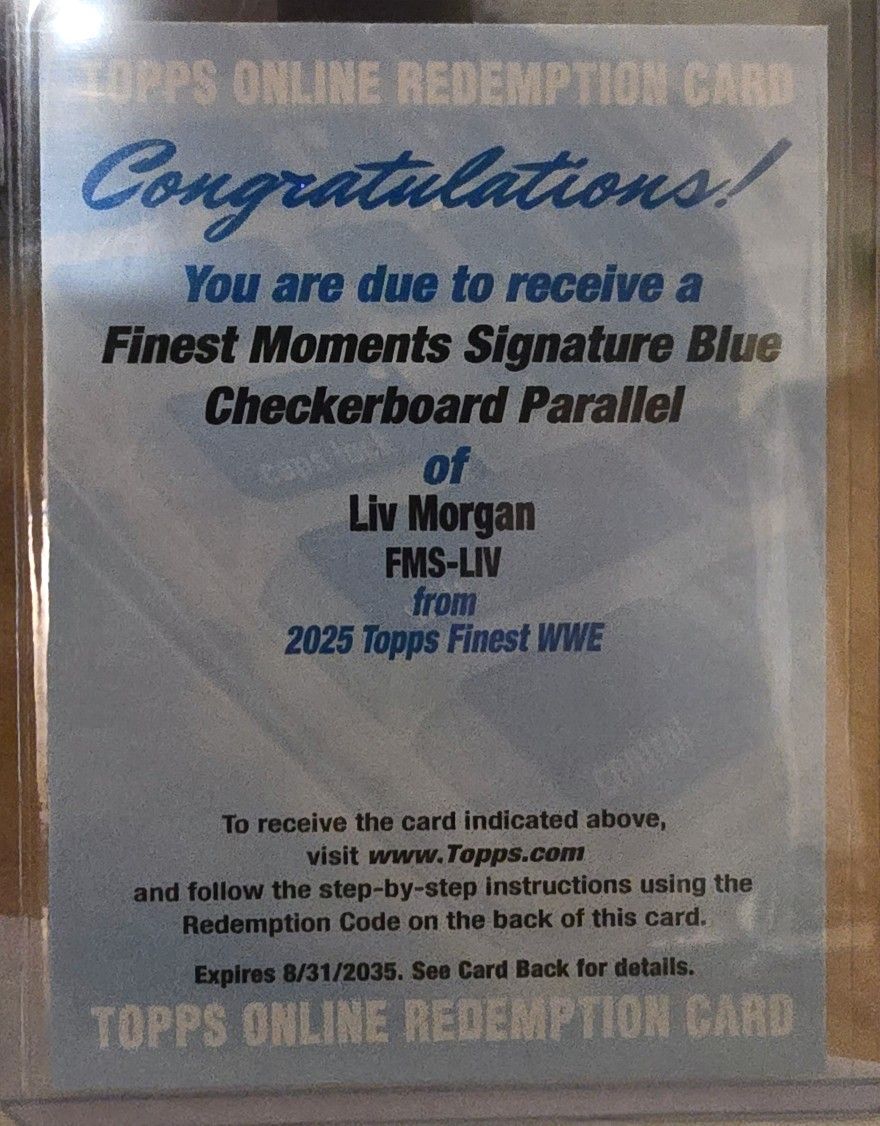 TOPPS ONLINE REDEMPTION CARD
Congratulations!
You are due to receive a
Finest Moments Signature Blue
Checkerboard Parallel
of
Liv Morgan
FMS-LIV
from
2025 Topps Finest WWE
To receive the card indicated above,
visit www.Topps.com
and follow the step-by-step instructions using the
Redemption Code on the back of this card.
Expires 8/31/2035. See Card Back for details.
TOPPS ONLINE REDEMPTION CARD